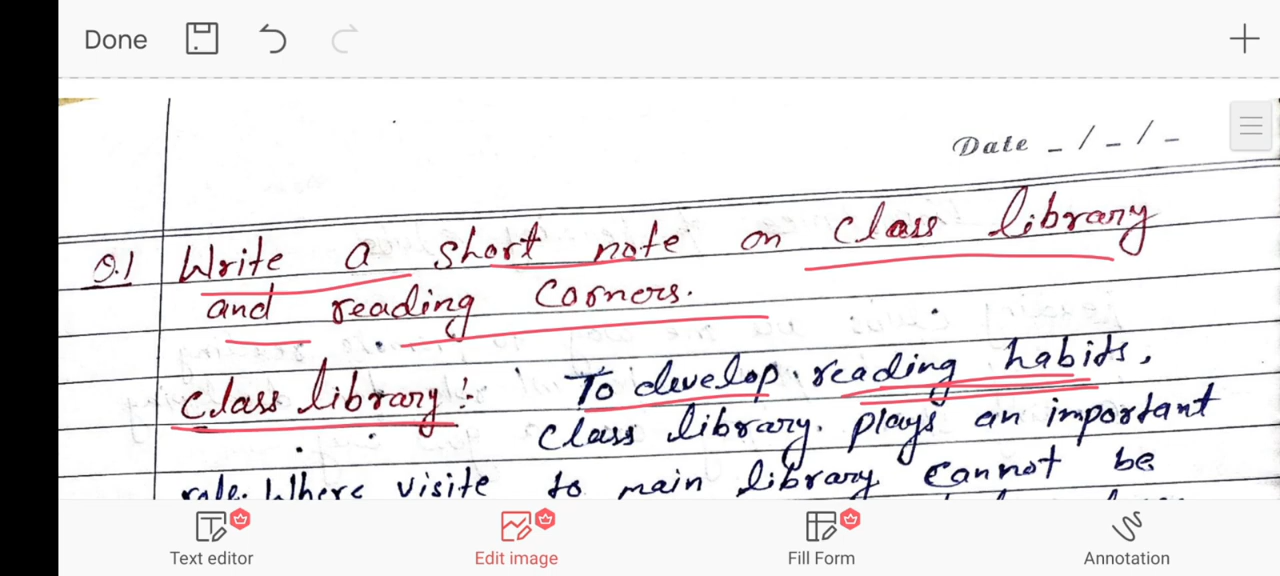 Done
Date _ / _ / _
Q.1 Write a short note on class library
and reading corners.
Class library :- To develop reading habits,
class library. plays an important
role. Where visite to main library cannot be
Text editor
Edit image
Fill Form
Annotation